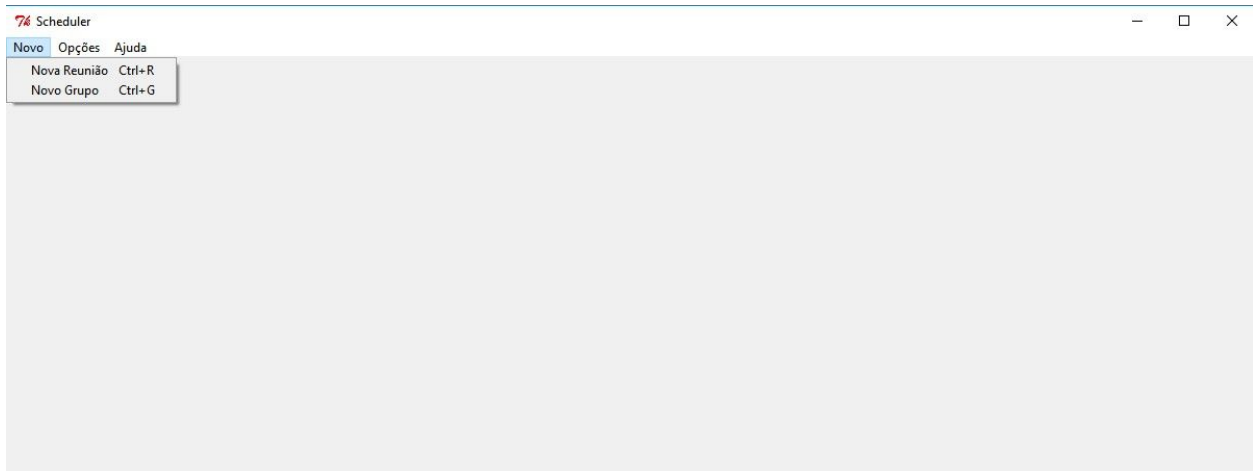 Scheduler
Novo Opções Ajuda
Nova Reunião Ctrl+R
Novo Grupo Ctrl+G